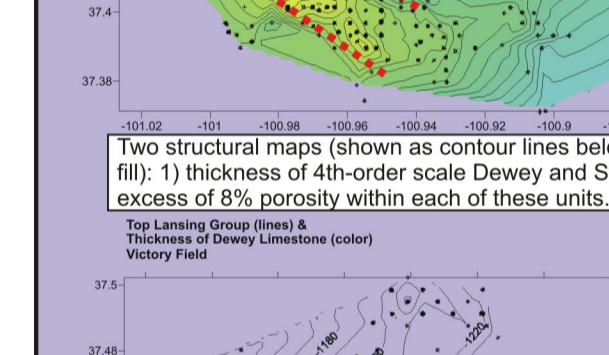 37.4
37.38
-101.02 -101 -100.98 -100.96 -100.94 -100.92 -100.9
Two structural maps (shown as contour lines bel
fill): 1) thickness of 4th-order scale Dewey and S
excess of 8% porosity within each of these units.
Top Lansing Group (lines) &
Thickness of Dewey Limestone (color)
Victory Field
37.5
37.48
-1180
-1220